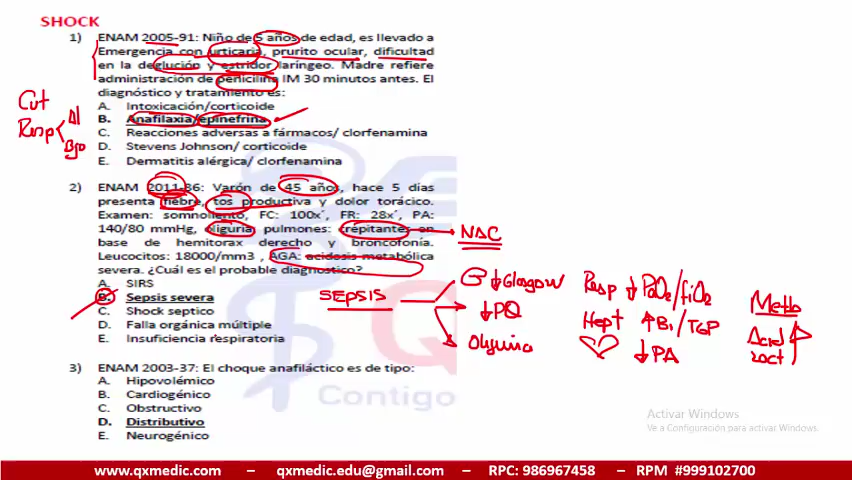 SHOCK
1) ENAM 2005-91: Niño de 5 años de edad, es llevado a
Emergencia con urticaria, prurito ocular, dificultad
en la deglución y estridor laríngeo. Madre refiere
administración de penicilina IM 30 minutos antes. El
diagnóstico y tratamiento es:
A. Intoxicación/corticoide
B. Anafilaxia/epinefrina
C. Reacciones adversas a fármacos/ clorfenamina
D. Stevens Johnson/ corticoide
E. Dermatitis alérgica/ clorfenamina
Cut
Resp
Al
Bjo
2) ENAM 2011-86: Varón de 45 años, hace 5 días
presenta fiebre, tos productiva y dolor torácico.
Examen: somnoliento, FC: 100x´, FR: 28x´, PA:
140/80 mmHg, oliguria pulmones: crepitantes en
base de hemitorax derecho y broncofonía.
Leucocitos: 18000/mm3 , AGA: acidosis metabólica
severa. ¿Cuál es el probable diagnostico?
A. SIRS
B. Sepsis severa
C. Shock septico
D. Falla orgánica múltiple
E. Insuficiencia respiratoria
NAC
SEPSIS
↓Glasgow
↓PQ
Oliguria
Resp ↓PaO2/fiO2
Hept ↑Bi/TGP
↓PA
Metb
Acid
lact
3) ENAM 2003-37: El choque anafiláctico es de tipo:
A. Hipovolémico
B. Cardiogénico
C. Obstructivo
D. Distributivo
E. Neurogénico
Contigo
Activar Windows
Ve a Configuración para activar Windows.
www.qxmedic.com – qxmedic.edu@gmail.com – RPC: 986967458 – RPM #999102700